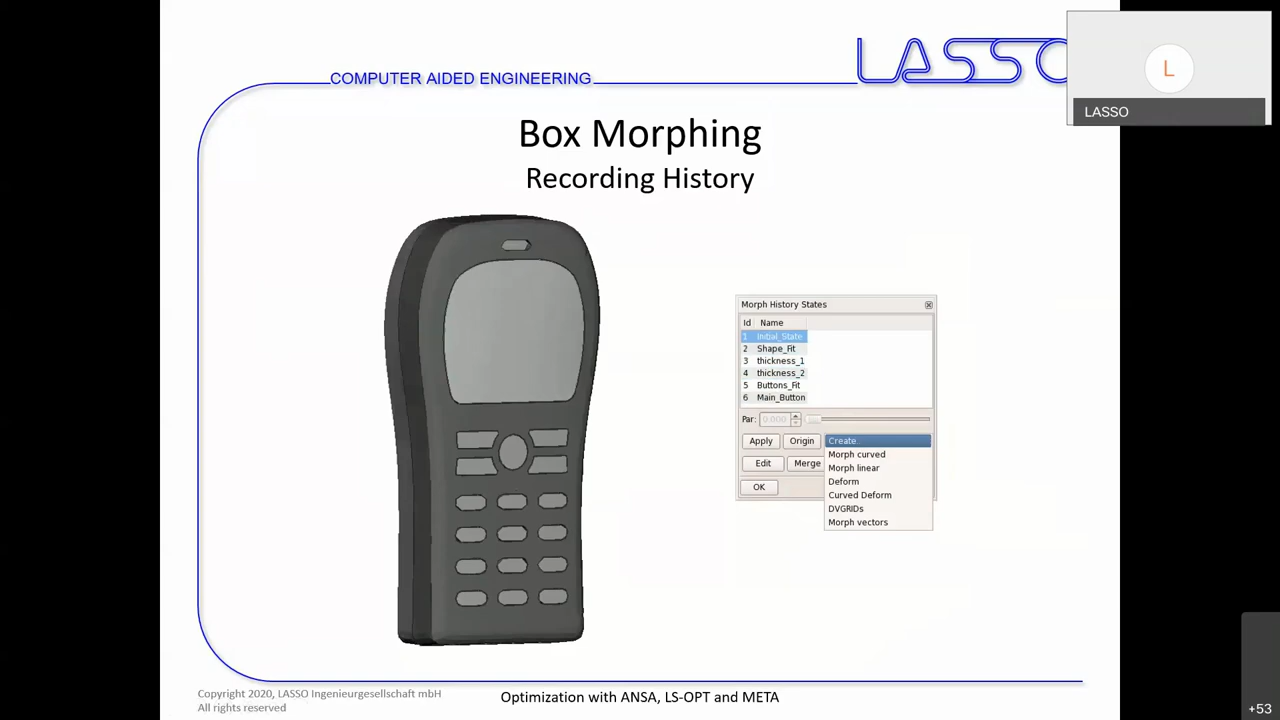 COMPUTER AIDED ENGINEERING
LASSO
L
LASSO
Box Morphing
Recording History
Morph History States
Id Name
1 Initial_State
2 Shape_Fit
3 thickness_1
4 thickness_2
5 Buttons_Fit
6 Main_Button
Par: 0.000
Apply Origin Create..
Morph curved
Edit Merge
Morph linear
Deform
OK
Curved Deform
DVGRIDs
Morph vectors
Copyright 2020, LASSO Ingenieurgesellschaft mbH
All rights reserved
Optimization with ANSA, LS-OPT and META
+53